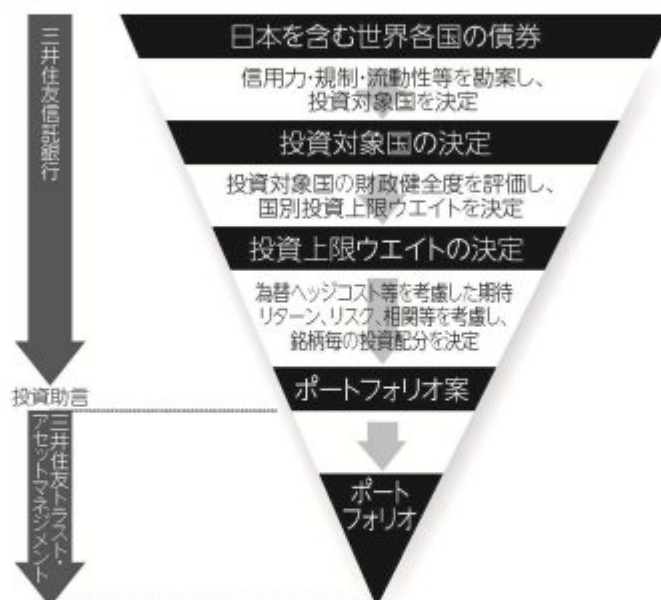 三井住友信託銀行
日本を含む世界各国の債券
信用力・規制・流動性等を勘案し、
投資対象国を決定
投資対象国の決定
投資対象国の財政健全度を評価し、
国別投資上限ウエイトを決定
投資上限ウエイトの決定
為替ヘッジコスト等を考慮した期待
リターン、リスク、相関等を考慮し、
銘柄毎の投資配分を決定
ポートフォリオ案
投資助言
三井住友トラスト・
アセットマネジメント
ポート
フォリオ